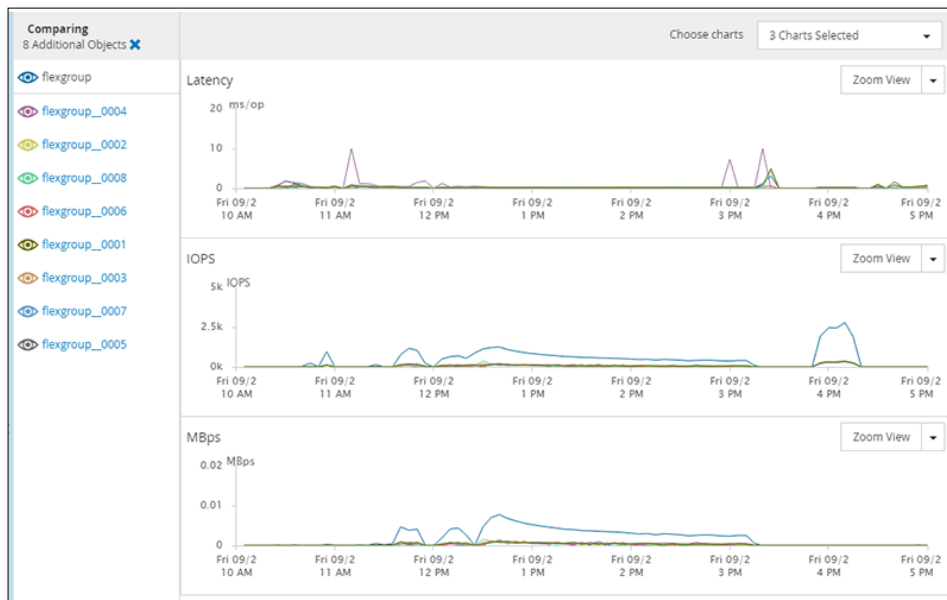 Comparing
8 Additional Objects
Choose charts
3 Charts Selected
flexgroup
flexgroup__0004
flexgroup__0002
flexgroup__0008
flexgroup__0006
flexgroup__0001
flexgroup__0003
flexgroup__0007
flexgroup__0005
Latency
Zoom View
20 ms/op
10
0
Fri 09/2 Fri 09/2 Fri 09/2 Fri 09/2 Fri 09/2 Fri 09/2 Fri 09/2 Fri 09/2
10 AM 11 AM 12 PM 1 PM 2 PM 3 PM 4 PM 5 PM
IOPS
Zoom View
5k IOPS
2.5k
0k
Fri 09/2 Fri 09/2 Fri 09/2 Fri 09/2 Fri 09/2 Fri 09/2 Fri 09/2 Fri 09/2
10 AM 11 AM 12 PM 1 PM 2 PM 3 PM 4 PM 5 PM
MBps
Zoom View
0.02 MBps
0.01
0
Fri 09/2 Fri 09/2 Fri 09/2 Fri 09/2 Fri 09/2 Fri 09/2 Fri 09/2 Fri 09/2
10 AM 11 AM 12 PM 1 PM 2 PM 3 PM 4 PM 5 PM